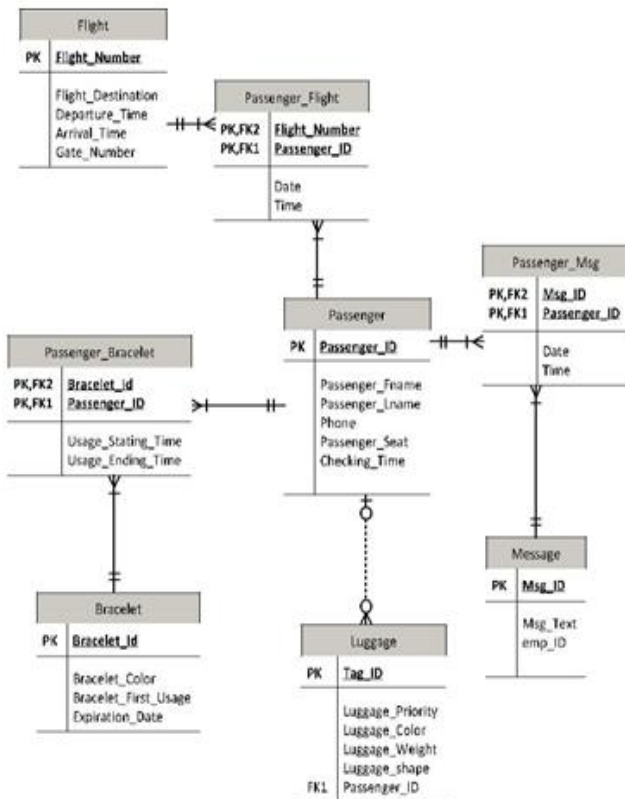 Flight
PK Flight_Number
Flight_Destination
Departure_Time
Arrival_Time
Gate_Number
Passenger_Flight
PK,FK2 Flight_Number
PK,FK1 Passenger_ID
Date
Time
Passenger_Msg
PK,FK2 Msg_ID
PK,FK1 Passenger_ID
Date
Time
Passenger
PK Passenger_ID
Passenger_Fname
Passenger_Lname
Phone
Passenger_Seat
Checking_Time
Passenger_Bracelet
PK,FK2 Bracelet_id
PK,FK1 Passenger_ID
Usage_Stating_Time
Usage_Ending_Time
Message
PK Msg_ID
Msg_Text
emp_ID
Bracelet
PK Bracelet_Id
Bracelet_Color
Bracelet_First_Usage
Expiration_Date
Luggage
PK Tag_ID
Luggage_Priority
Luggage_Color
Luggage_Weight
Luggage_shape
FK1 Passenger_ID